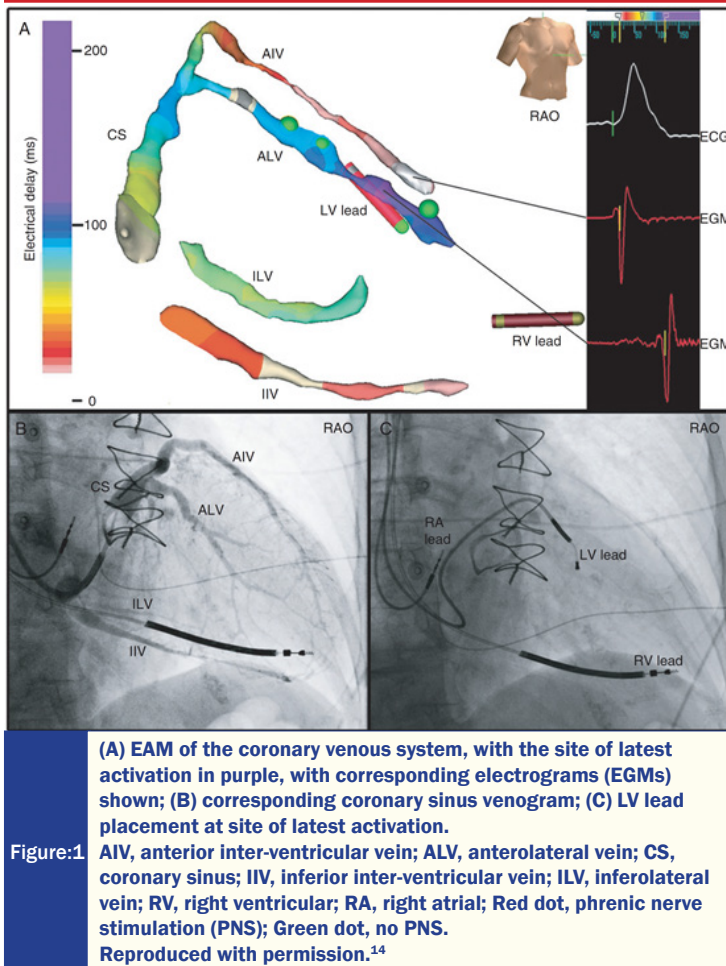 A
200
100
0
Electrical delay (ms)
AIV
CS
ALV
LV lead
ILV
IIV
RAO
RV lead
ECG
EGM
EGM
B
RAO
AIV
CS
ALV
ILV
IIV
C
RAO
RA
lead
LV lead
RV lead
Figure:1
(A) EAM of the coronary venous system, with the site of latest
activation in purple, with corresponding electrograms (EGMs)
shown; (B) corresponding coronary sinus venogram; (C) LV lead
placement at site of latest activation.
AIV, anterior inter-ventricular vein; ALV, anterolateral vein; CS,
coronary sinus; IIV, inferior inter-ventricular vein; ILV, inferolateral
vein; RV, right ventricular; RA, right atrial; Red dot, phrenic nerve
stimulation (PNS); Green dot, no PNS.
Reproduced with permission.¹⁴